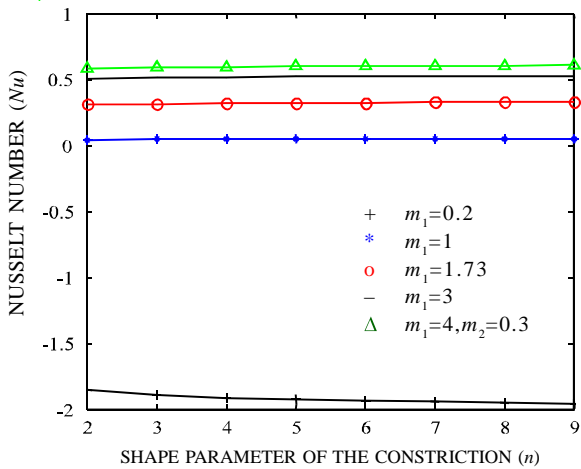 1
0.5
0
-0.5
-1
-1.5
-2
NUSSELT NUMBER (Nu)
+ m₁=0.2
* m₁=1
o m₁=1.73
– m₁=3
Δ m₁=4,m₂=0.3
2 3 4 5 6 7 8 9
SHAPE PARAMETER OF THE CONSTRICTION (n)